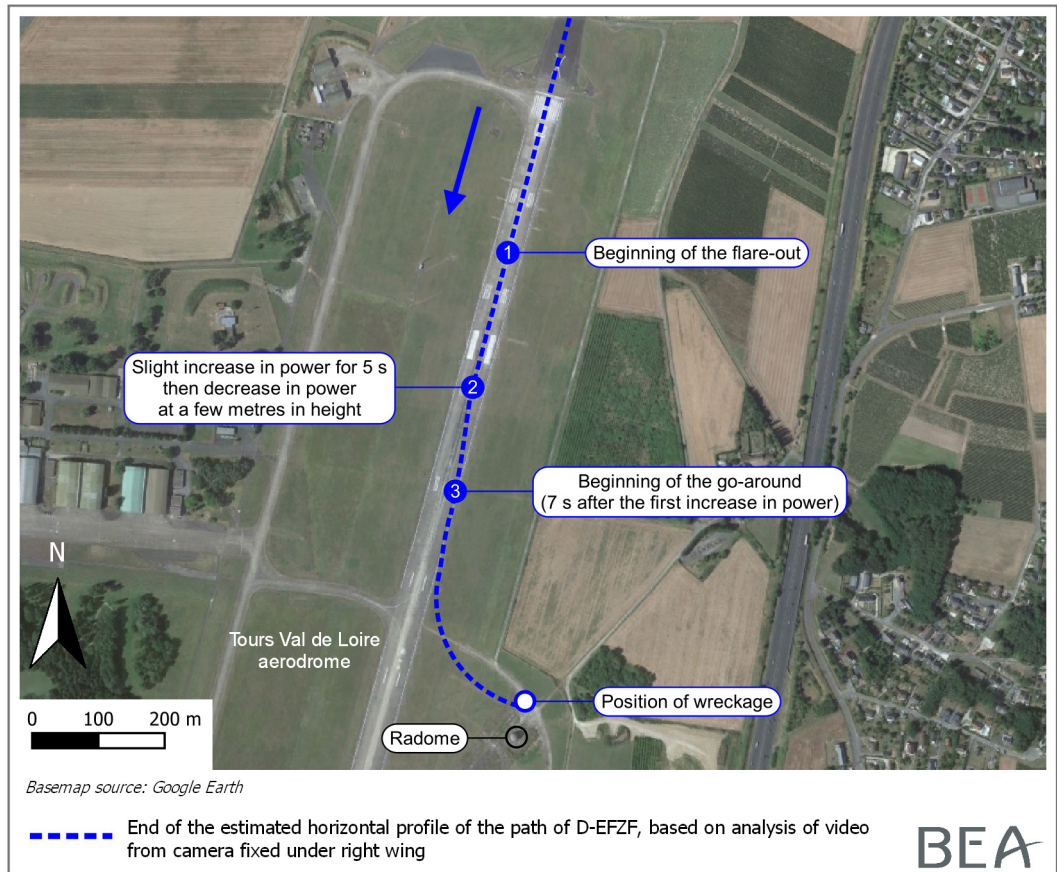 1
Beginning of the flare-out
Slight increase in power for 5 s
then decrease in power
at a few metres in height
2
3
Beginning of the go-around
(7 s after the first increase in power)
N
Tours Val de Loire
aerodrome
Position of wreckage
0 100 200 m
Radome
Basemap source: Google Earth
End of the estimated horizontal profile of the path of D-EFZF, based on analysis of video
from camera fixed under right wing
BEA